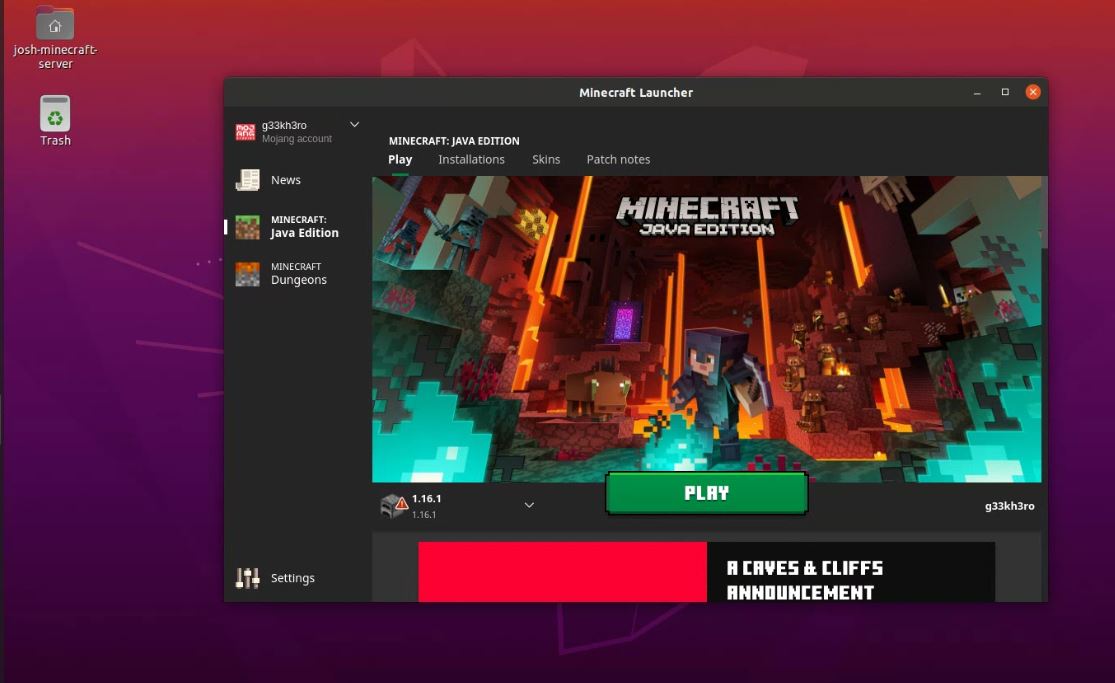 josh-minecraft-
server
Trash
Minecraft Launcher
g33kh3ro
Mojang account
MOJANG
STUDIOS
News
MINECRAFT:
Java Edition
MINECRAFT
Dungeons
Settings
MINECRAFT: JAVA EDITION
Play Installations Skins Patch notes
MINECRAFT
JAVA EDITION
1.16.1
1.16.1
PLAY
g33kh3ro
A CAVES & CLIFFS
ANNOUNCEMENT